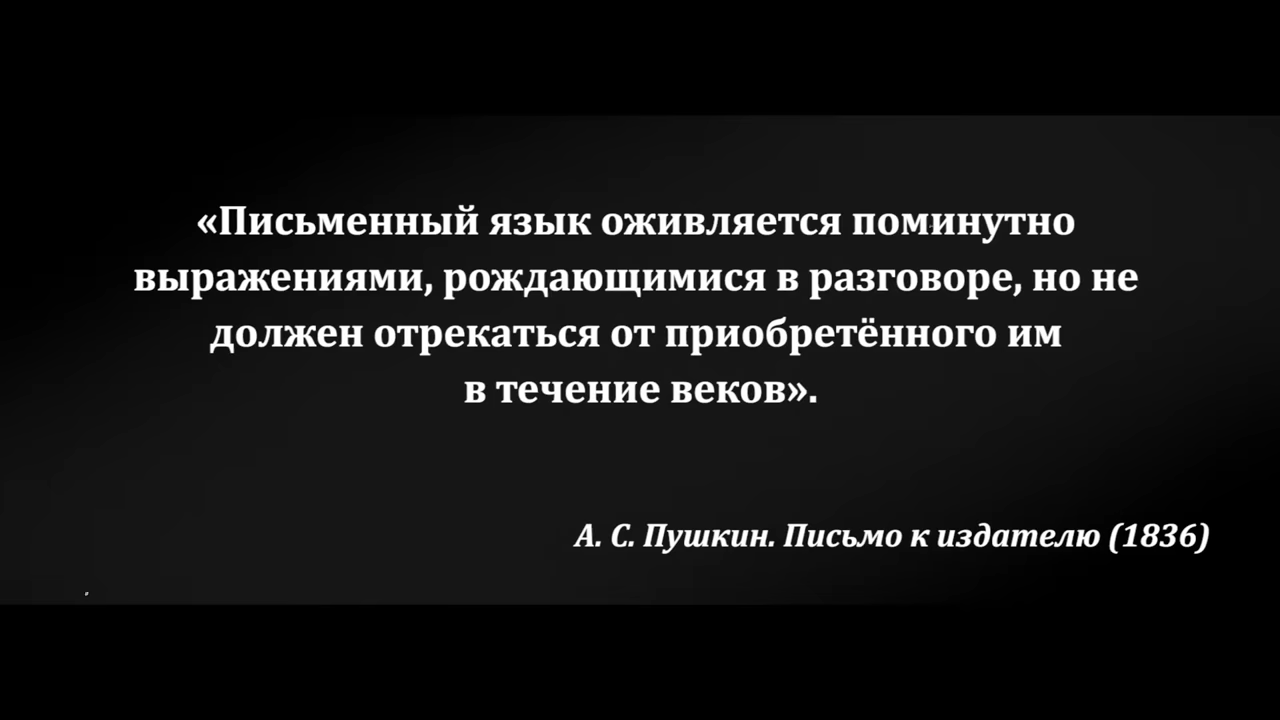 «Письменный язык оживляется поминутно
выражениями, рождающимися в разговоре, но не
должен отрекаться от приобретённого им
в течение веков».
А. С. Пушкин. Письмо к издателю (1836)